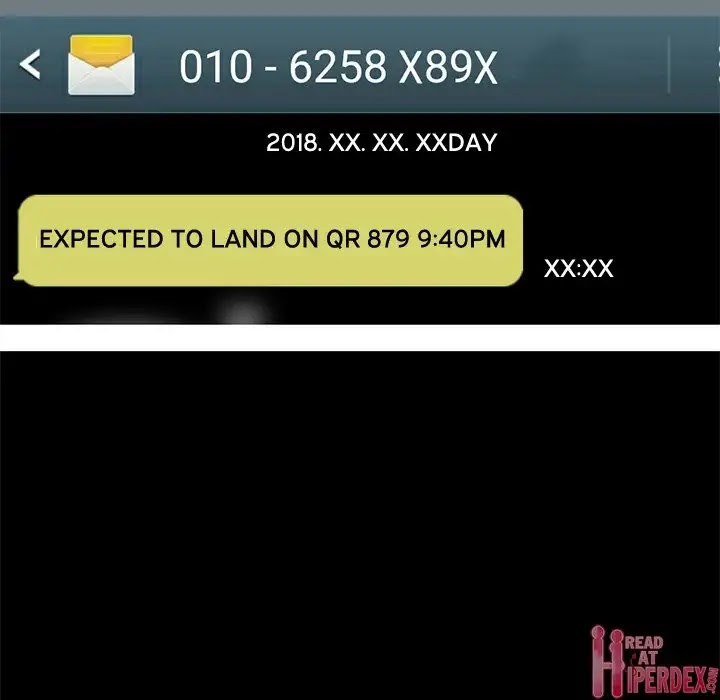 010 - 6258 X89X
2018. XX. XX. XXDAY
EXPECTED TO LAND ON QR 879 9:40PM
XX:XX
READ
AT
HIPERDEX.COM